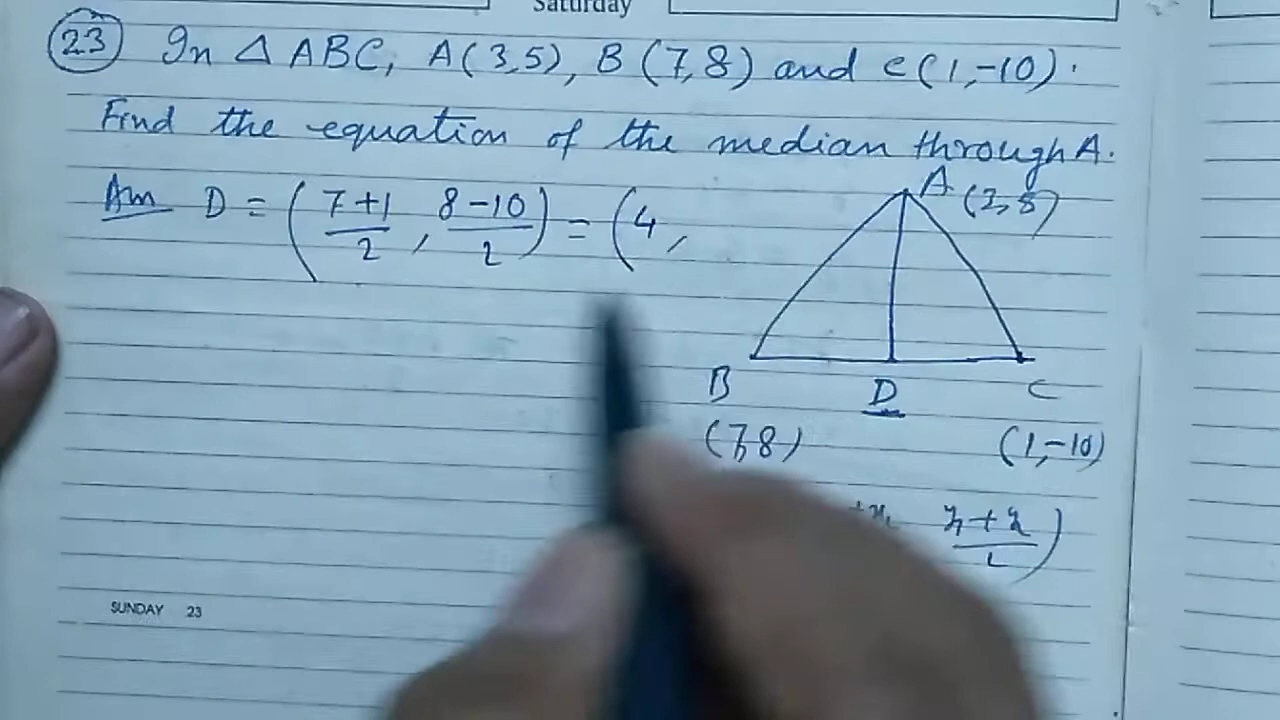 Saturday
23 In △ ABC, A(3,5), B(7,8) and C(1,-10).
Find the equation of the median through A.
Ans D = (7+1/2, 8-10/2) = (4,
A
B D C
(7,8) (1,-10)
SUNDAY 23